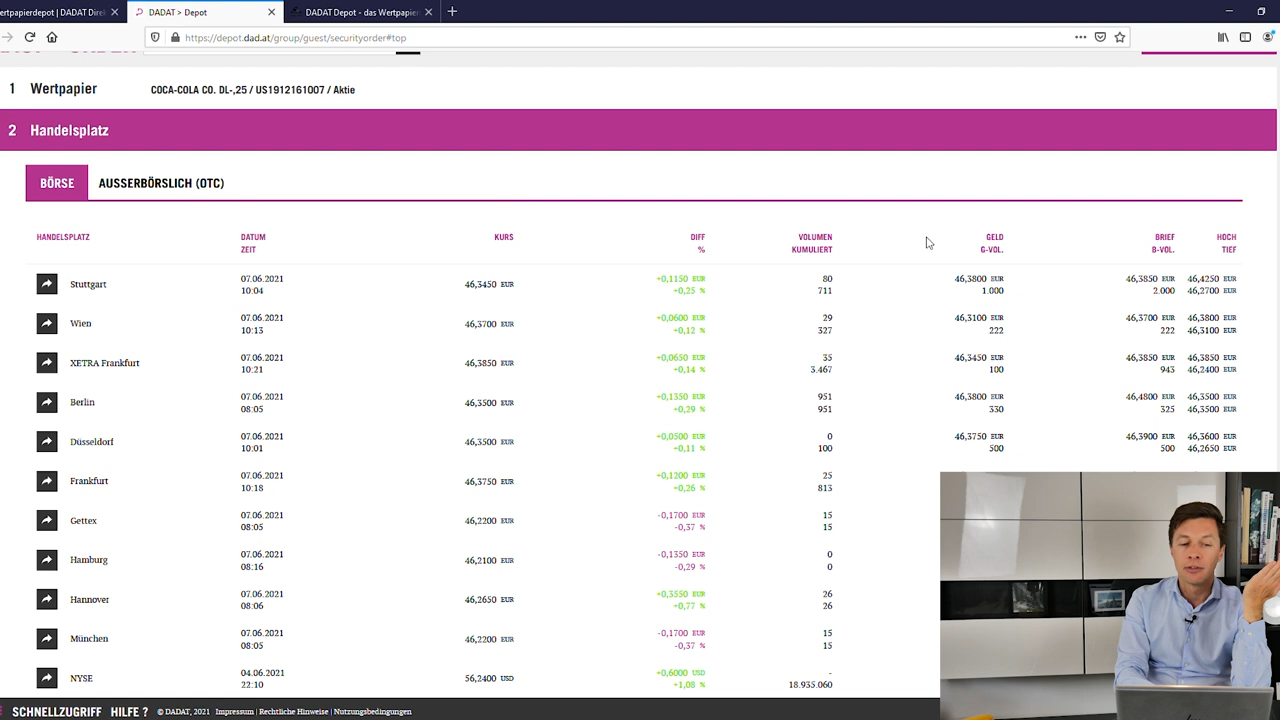 ertpapierdepot | DADAT Direk
DADAT > Depot
DADAT Depot - das Wertpapier
https://depot.dad.at/group/guest/securityorder#top
1 Wertpapier COCA-COLA CO. DL-,25 / US1912161007 / Aktie
2 Handelsplatz
BÖRSE AUSSERBÖRSLICH (OTC)
HANDELSPLATZ DATUM KURS DIFF VOLUMEN GELD BRIEF HOCH
ZEIT % KUMULIERT G-VOL. B-VOL. TIEF
Stuttgart 07.06.2021 46,3450 EUR +0,1150 EUR 80 46,3800 EUR 46,3850 EUR 46,4250 EUR
10:04 +0,25 % 711 1.000 2.000 46,2700 EUR
Wien 07.06.2021 46,3700 EUR +0,0600 EUR 29 46,3100 EUR 46,3700 EUR 46,3800 EUR
10:13 +0,12 % 327 222 222 46,3100 EUR
XETRA Frankfurt 07.06.2021 46,3850 EUR +0,0650 EUR 35 46,3450 EUR 46,3850 EUR 46,3850 EUR
10:21 +0,14 % 3.467 100 943 46,2400 EUR
Berlin 07.06.2021 46,3500 EUR +0,1350 EUR 951 46,3800 EUR 46,4800 EUR 46,3500 EUR
08:05 +0,29 % 951 330 325 46,3500 EUR
Düsseldorf 07.06.2021 46,3500 EUR +0,0500 EUR 0 46,3750 EUR 46,3900 EUR 46,3600 EUR
10:01 +0,11 % 100 500 500 46,2650 EUR
Frankfurt 07.06.2021 46,3750 EUR +0,1200 EUR 25
10:18 +0,26 % 813
Gettex 07.06.2021 46,2200 EUR -0,1700 EUR 15
08:05 -0,37 % 15
Hamburg 07.06.2021 46,2100 EUR -0,1350 EUR 0
08:16 -0,29 % 0
Hannover 07.06.2021 46,2650 EUR +0,3550 EUR 26
08:06 +0,77 % 26
München 07.06.2021 46,2200 EUR -0,1700 EUR 15
08:05 -0,37 % 15
NYSE 04.06.2021 56,2400 USD +0,6000 USD -
22:10 +1,08 % 18.935.060
SCHNELLZUGRIFF HILFE ? © DADAT, 2021 Impressum | Rechtliche Hinweise | Nutzungsbedingungen